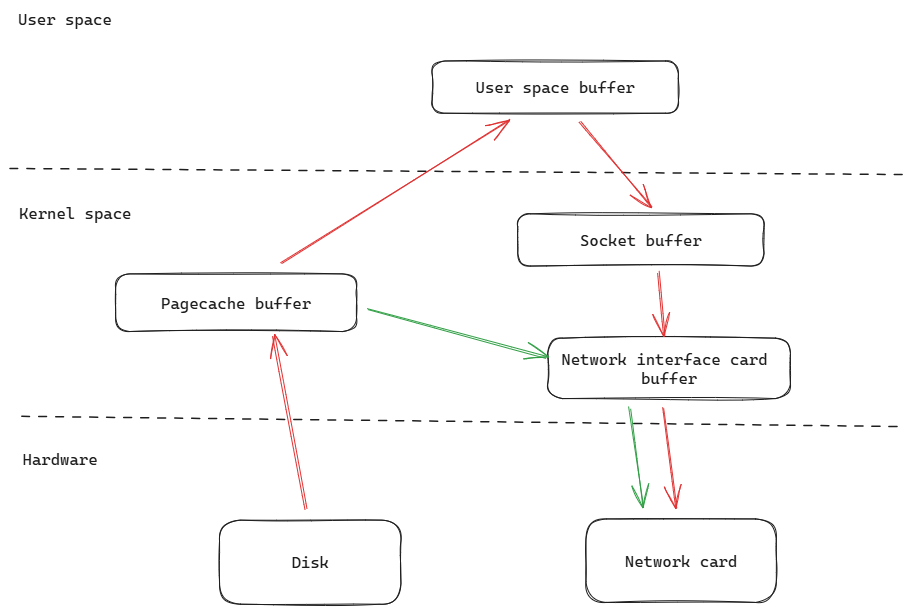 User space
User space buffer
Kernel space
Socket buffer
Pagecache buffer
Network interface card
buffer
Hardware
Disk
Network card